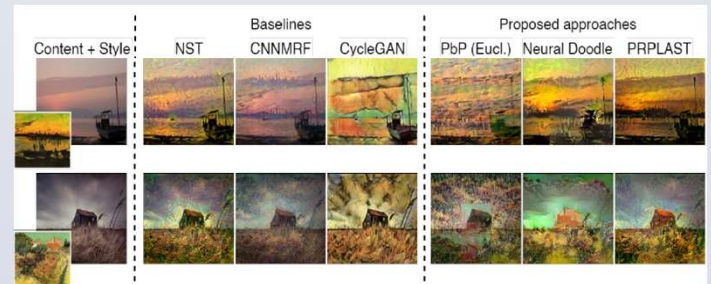 Baselines
Proposed approaches
Content + Style
NST
CNNMRF
CycleGAN
PbP (Eucl.)
Neural Doodle
PRPLAST